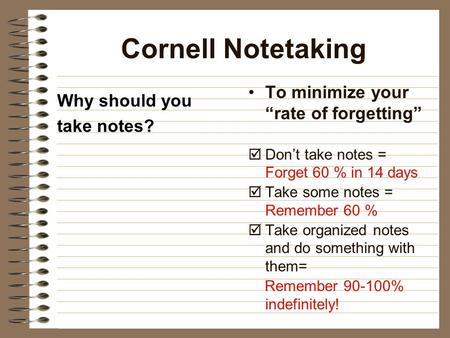 Cornell Notetaking
Why should you
take notes?
• To minimize your
“rate of forgetting”
☑ Don’t take notes =
Forget 60 % in 14 days
☑ Take some notes =
Remember 60 %
☑ Take organized notes
and do something with
them=
Remember 90-100%
indefinitely!